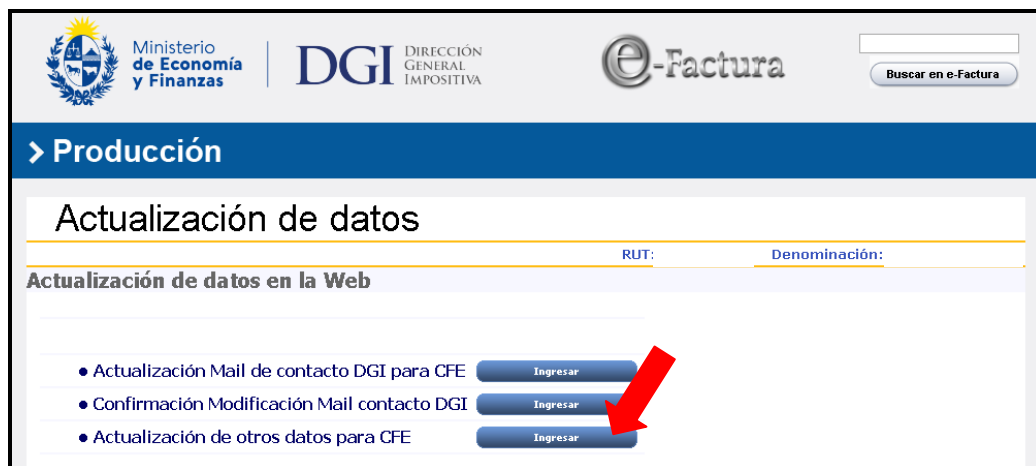 Ministerio
de Economía
y Finanzas
DGI
DIRECCIÓN
GENERAL
IMPOSITIVA
e-Factura
Buscar en e-Factura
> Producción
Actualización de datos
RUT: Denominación:
Actualización de datos en la Web
• Actualización Mail de contacto DGI para CFE Ingresar
• Confirmación Modificación Mail contacto DGI Ingresar
• Actualización de otros datos para CFE Ingresar